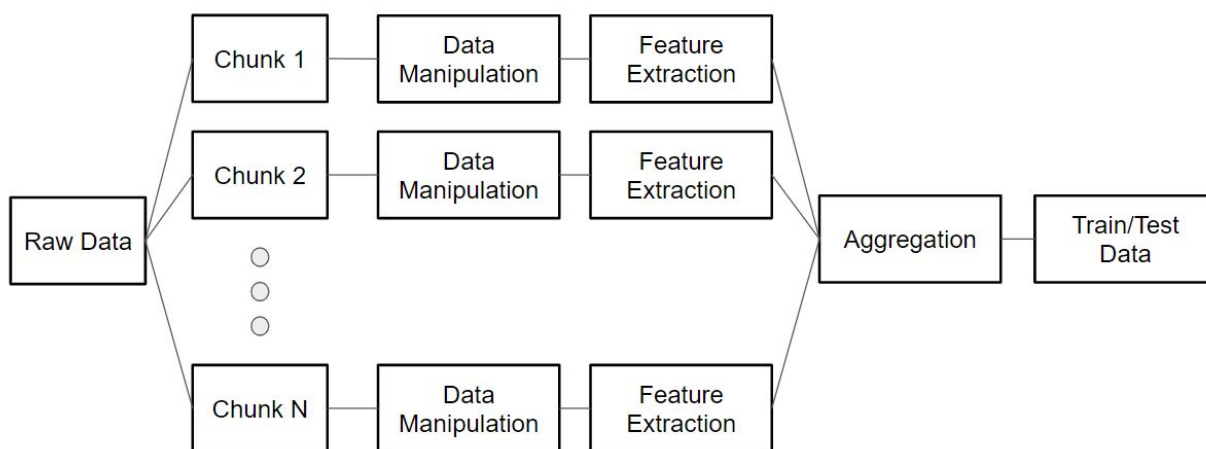 Raw Data
Chunk 1
Data
Manipulation
Feature
Extraction
Chunk 2
Data
Manipulation
Feature
Extraction
Chunk N
Data
Manipulation
Feature
Extraction
Aggregation
Train/Test
Data